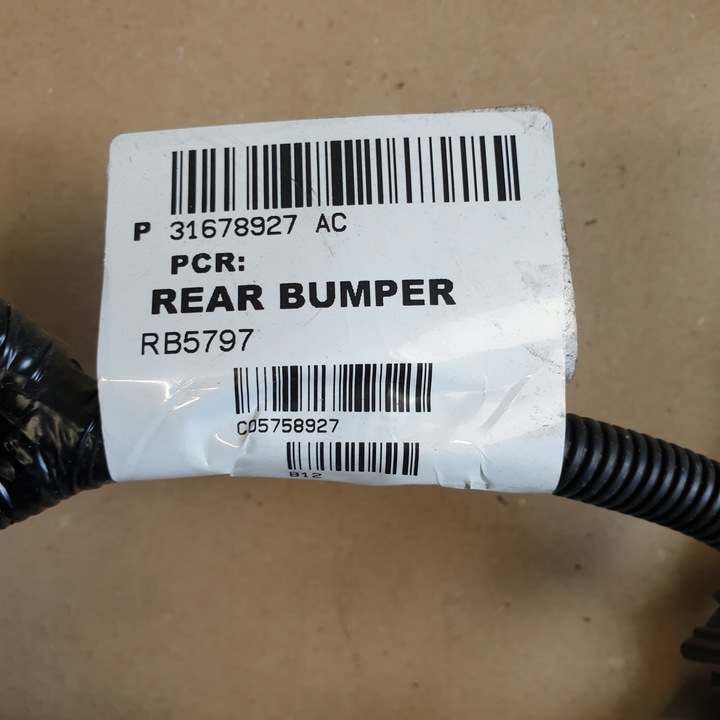 P 31678927 AC
PCR:
REAR BUMPER
RB5797
C05758927
B12